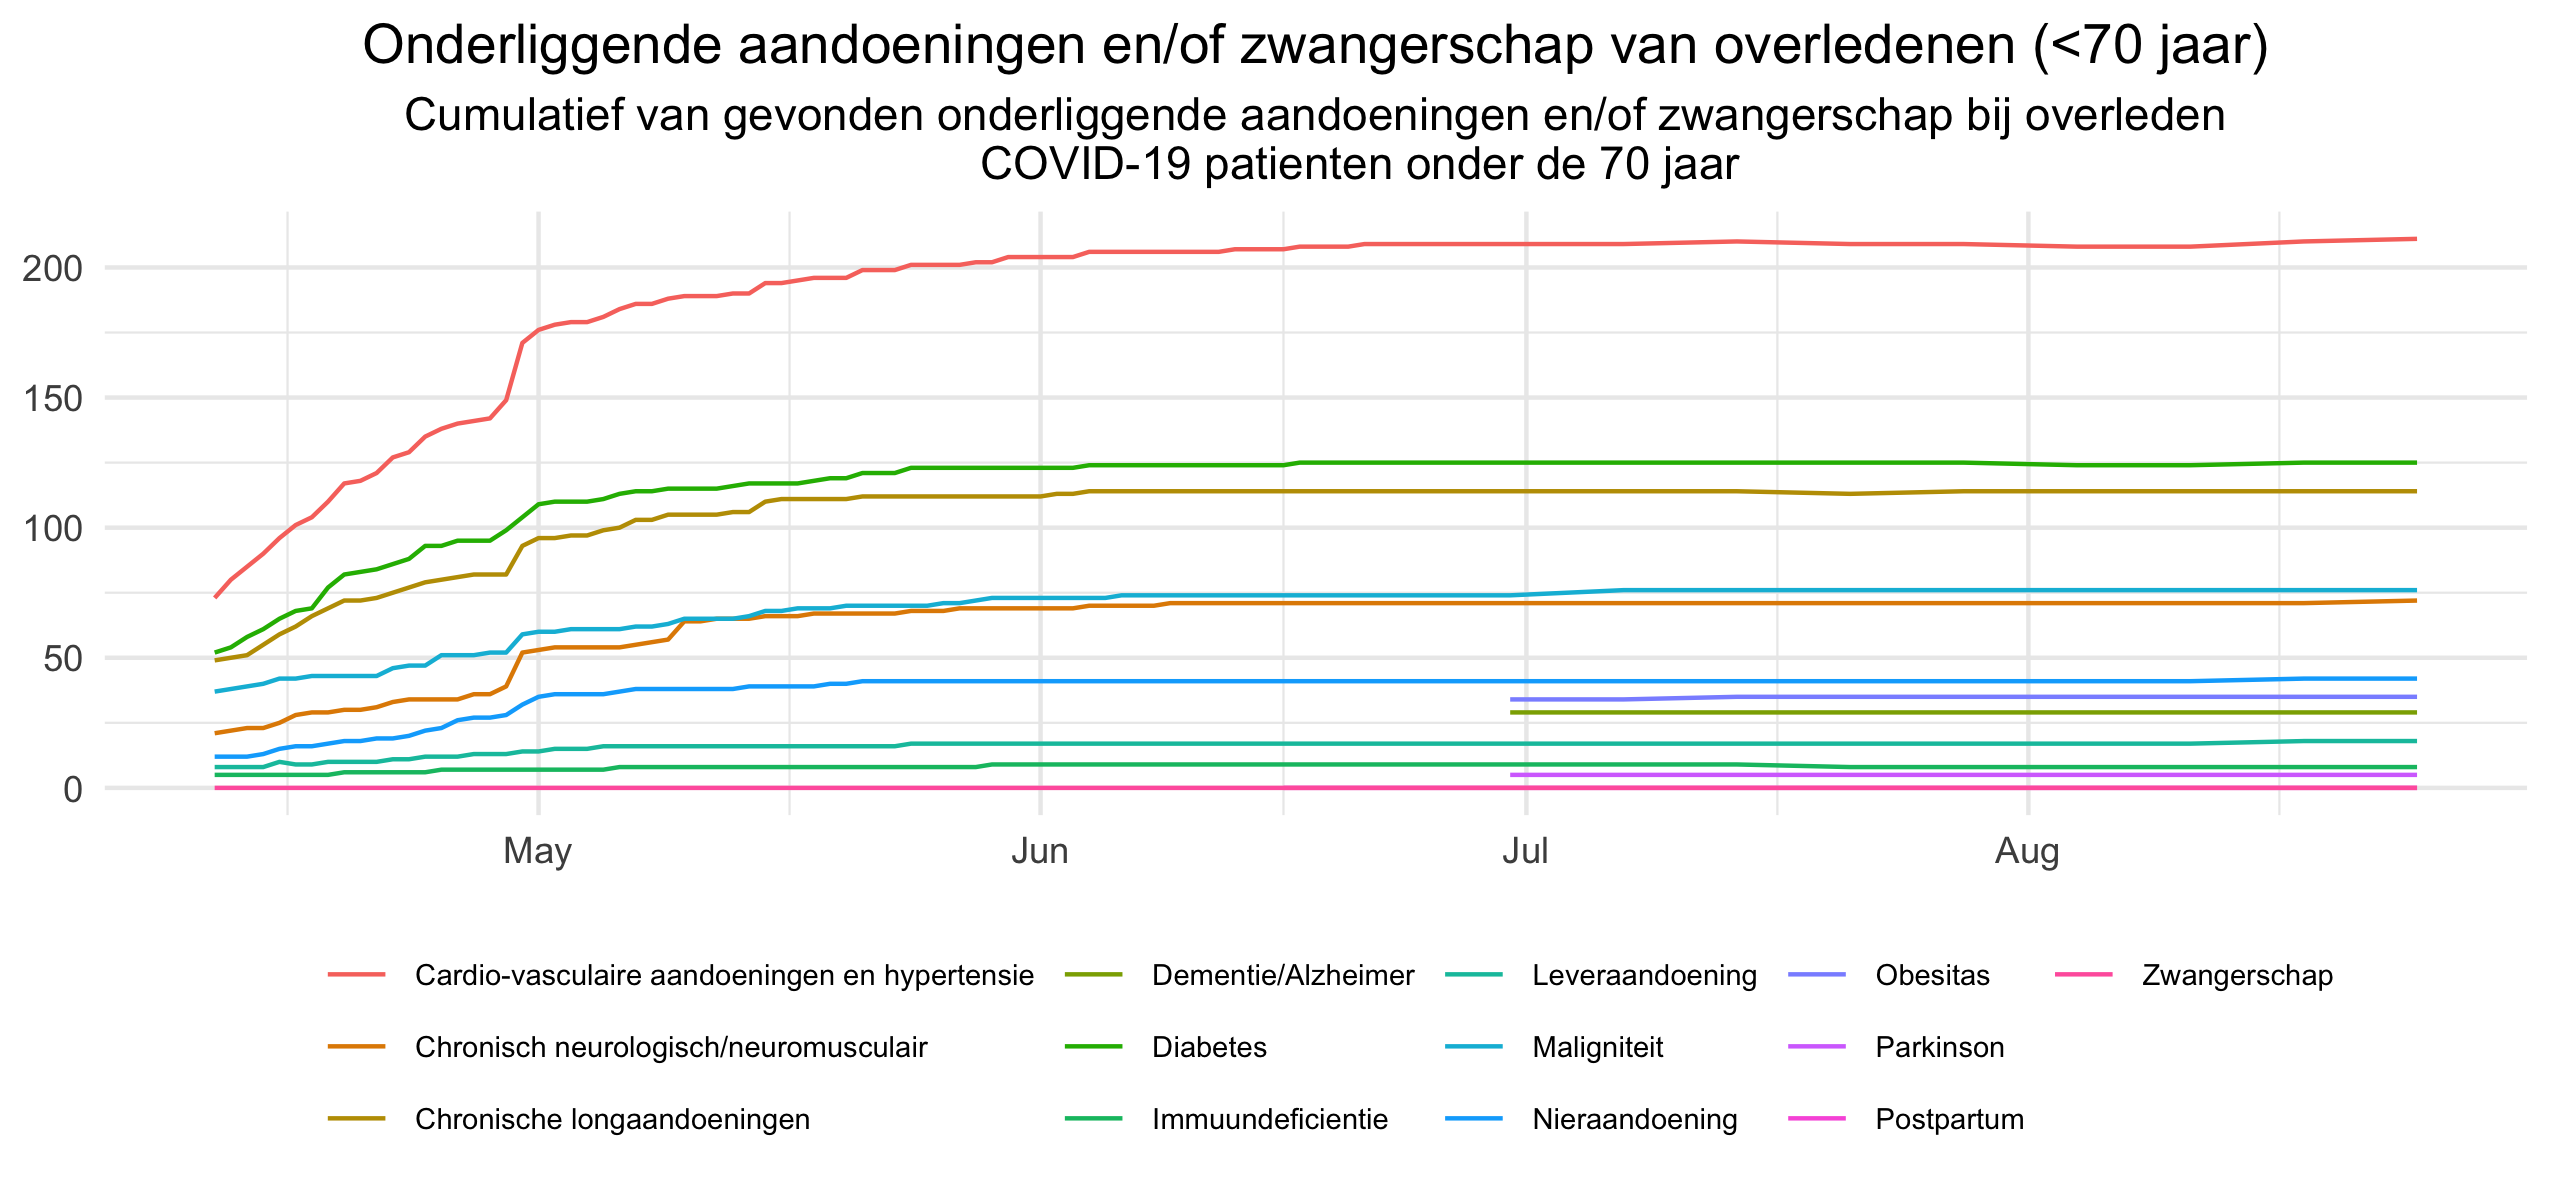 Onderliggende aandoeningen en/of zwangerschap van overledenen (<70 jaar)
Cumulatief van gevonden onderliggende aandoeningen en/of zwangerschap bij overleden
COVID-19 patienten onder de 70 jaar
200
150
100
50
0
May Jun Jul Aug
Cardio-vasculaire aandoeningen en hypertensie Dementie/Alzheimer Leveraandoening Obesitas Zwangerschap
Chronisch neurologisch/neuromusculair Diabetes Maligniteit Parkinson
Chronische longaandoeningen Immuundeficientie Nieraandoening Postpartum